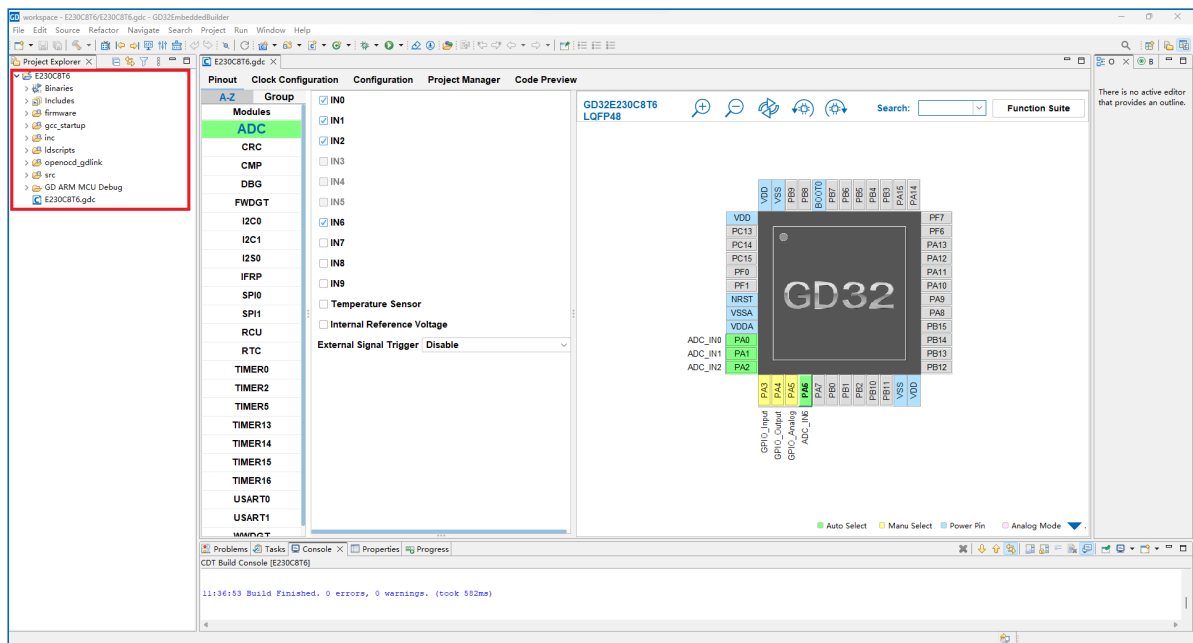 workspace - E230C8T6/E230C8T6.gdc - GD32EmbeddedBuilder
File Edit Source Refactor Navigate Search Project Run Window Help
Project Explorer
E230C8T6
Binaries
Includes
firmware
gcc_startup
inc
ldscripts
openocd_gdlink
src
GD ARM MCU Debug
E230C8T6.gdc
E230C8T6.gdc
Pinout Clock Configuration Configuration Project Manager Code Preview
A-Z Group
Modules
ADC
CRC
CMP
DBG
FWDGT
I2C0
I2C1
I2S0
IFRP
SPI0
SPI1
RCU
RTC
TIMER0
TIMER2
TIMER5
TIMER13
TIMER14
TIMER15
TIMER16
USART0
USART1
WWDGT
IN0
IN1
IN2
IN3
IN4
IN5
IN6
IN7
IN8
IN9
Temperature Sensor
Internal Reference Voltage
External Signal Trigger Disable
GD32E230C8T6
LQFP48
Search:
Function Suite
VDD VSS PB9 PB8 BOOT0 PB7 PB6 PB5 PB4 PB3 PA15 PA14
VDD
PC13
PC14
PC15
PF0
PF1
NRST
VSSA
VDDA
ADC_IN0 PA0
ADC_IN1 PA1
ADC_IN2 PA2
GD32
PF7
PF6
PA13
PA12
PA11
PA10
PA9
PA8
PB15
PB14
PB13
PB12
PA3 PA4 PA5 PA6 PA7 PB0 PB1 PB2 PB10 PB11 VSS VDD
GPIO_Input
GPIO_Output
GPIO_Analog
ADC_IN6
Auto Select Manu Select Power Pin Analog Mode
O B
There is no active editor
that provides an outline.
Problems Tasks Console Properties Progress
CDT Build Console [E230C8T6]
11:36:53 Build Finished. 0 errors, 0 warnings. (took 582ms)